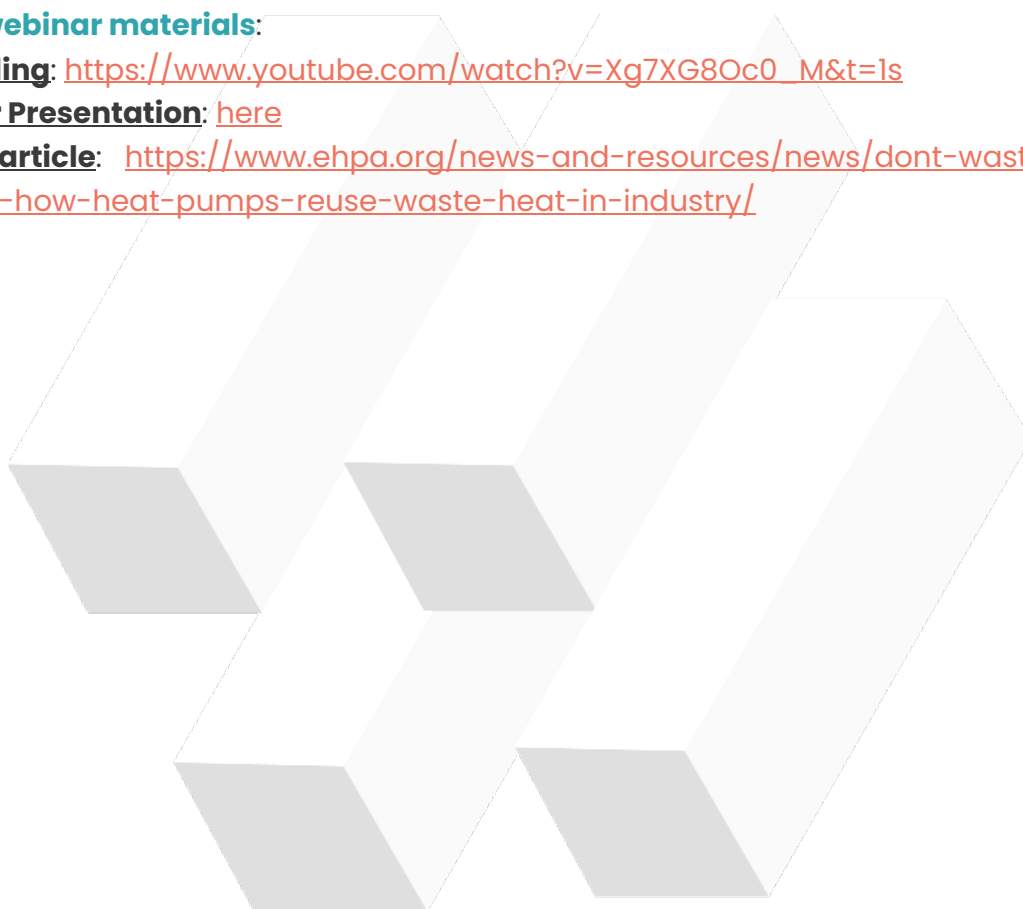 webinar materials:
ding: https://www.youtube.com/watch?v=Xg7XG8Oc0_M&t=1s
r Presentation: here
article: https://www.ehpa.org/news-and-resources/news/dont-wast
-how-heat-pumps-reuse-waste-heat-in-industry/